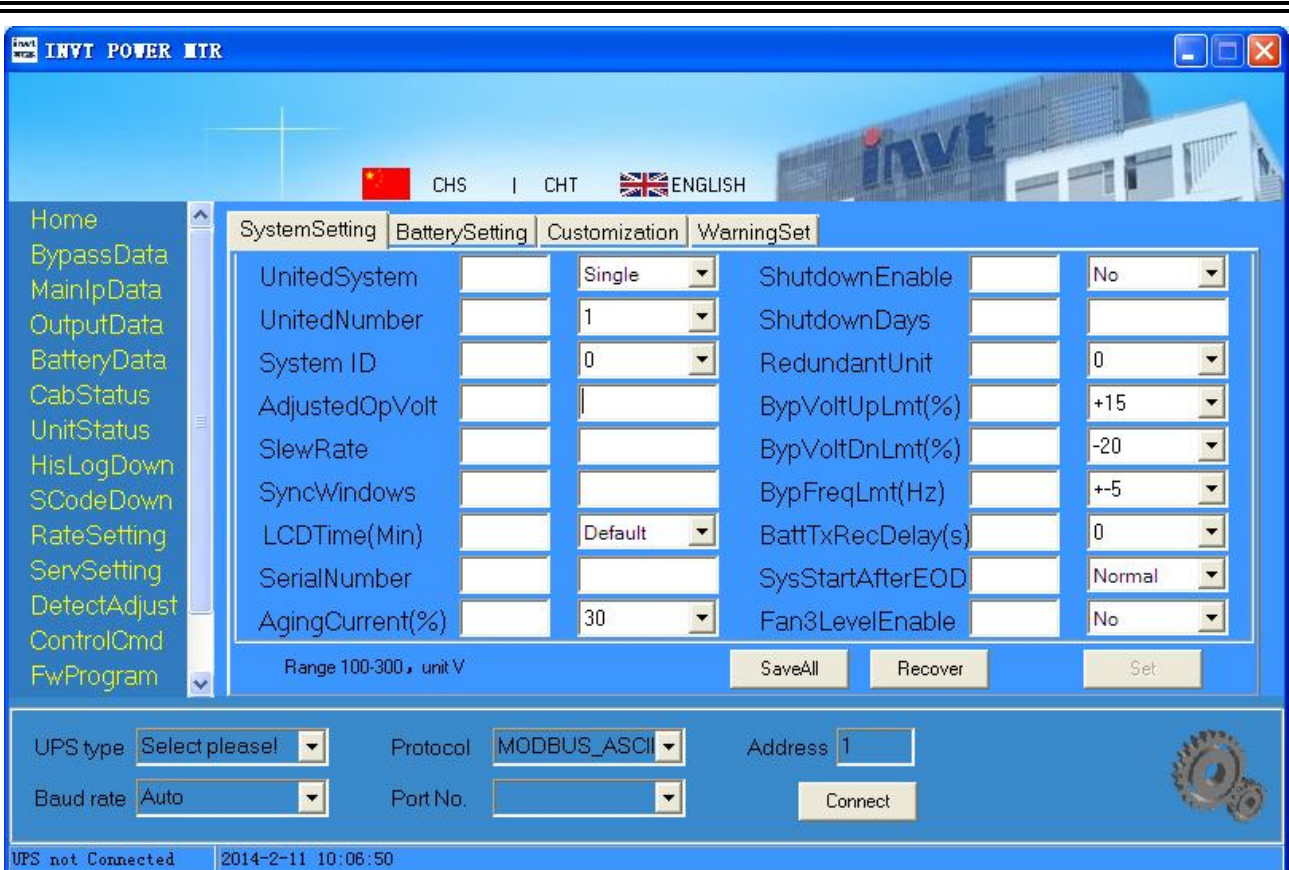 INVT POWER MTR
invt
CHS | CHT ENGLISH
Home
BypassData
MainIpData
OutputData
BatteryData
CabStatus
UnitStatus
HisLogDown
SCodeDown
RateSetting
ServSetting
DetectAdjust
ControlCmd
FwProgram
SystemSetting BatterySetting Customization WarningSet
UnitedSystem Single ShutdownEnable No
UnitedNumber 1 ShutdownDays
System ID 0 RedundantUnit 0
AdjustedOpVolt BypVoltUpLmt(%) +15
SlewRate BypVoltDnLmt(%) -20
SyncWindows BypFreqLmt(Hz) +-5
LCDTime(Min) Default BattTxRecDelay(s) 0
SerialNumber SysStartAfterEOD Normal
AgingCurrent(%) 30 Fan3LevelEnable No
Range 100-300，unit V SaveAll Recover Set
UPS type Select please! Protocol MODBUS_ASCII Address 1
Baud rate Auto Port No. Connect
UPS not Connected 2014-2-11 10:06:50